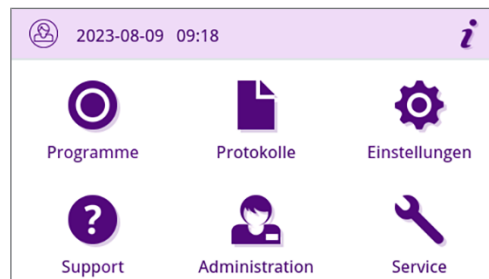 2023-08-09 09:18 i
Programme Protokolle Einstellungen
? 
Support Administration Service